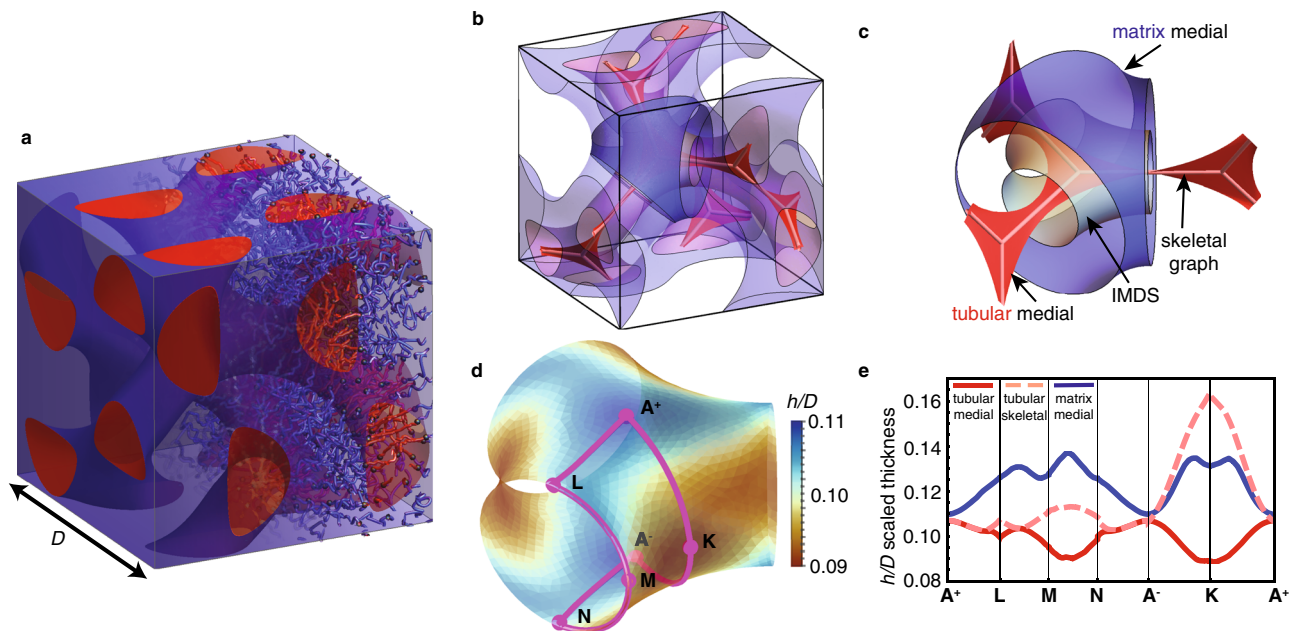 a
D
b
c
matrix medial
skeletal
graph
IMDS
tubular medial
d
h/D
0.11
0.10
0.09
A+
L
A-
K
M
N
e
h/D scaled thickness
0.16
0.14
0.12
0.10
0.08
tubular
medial
tubular
skeletal
matrix
medial
A+ L M N A- K A+